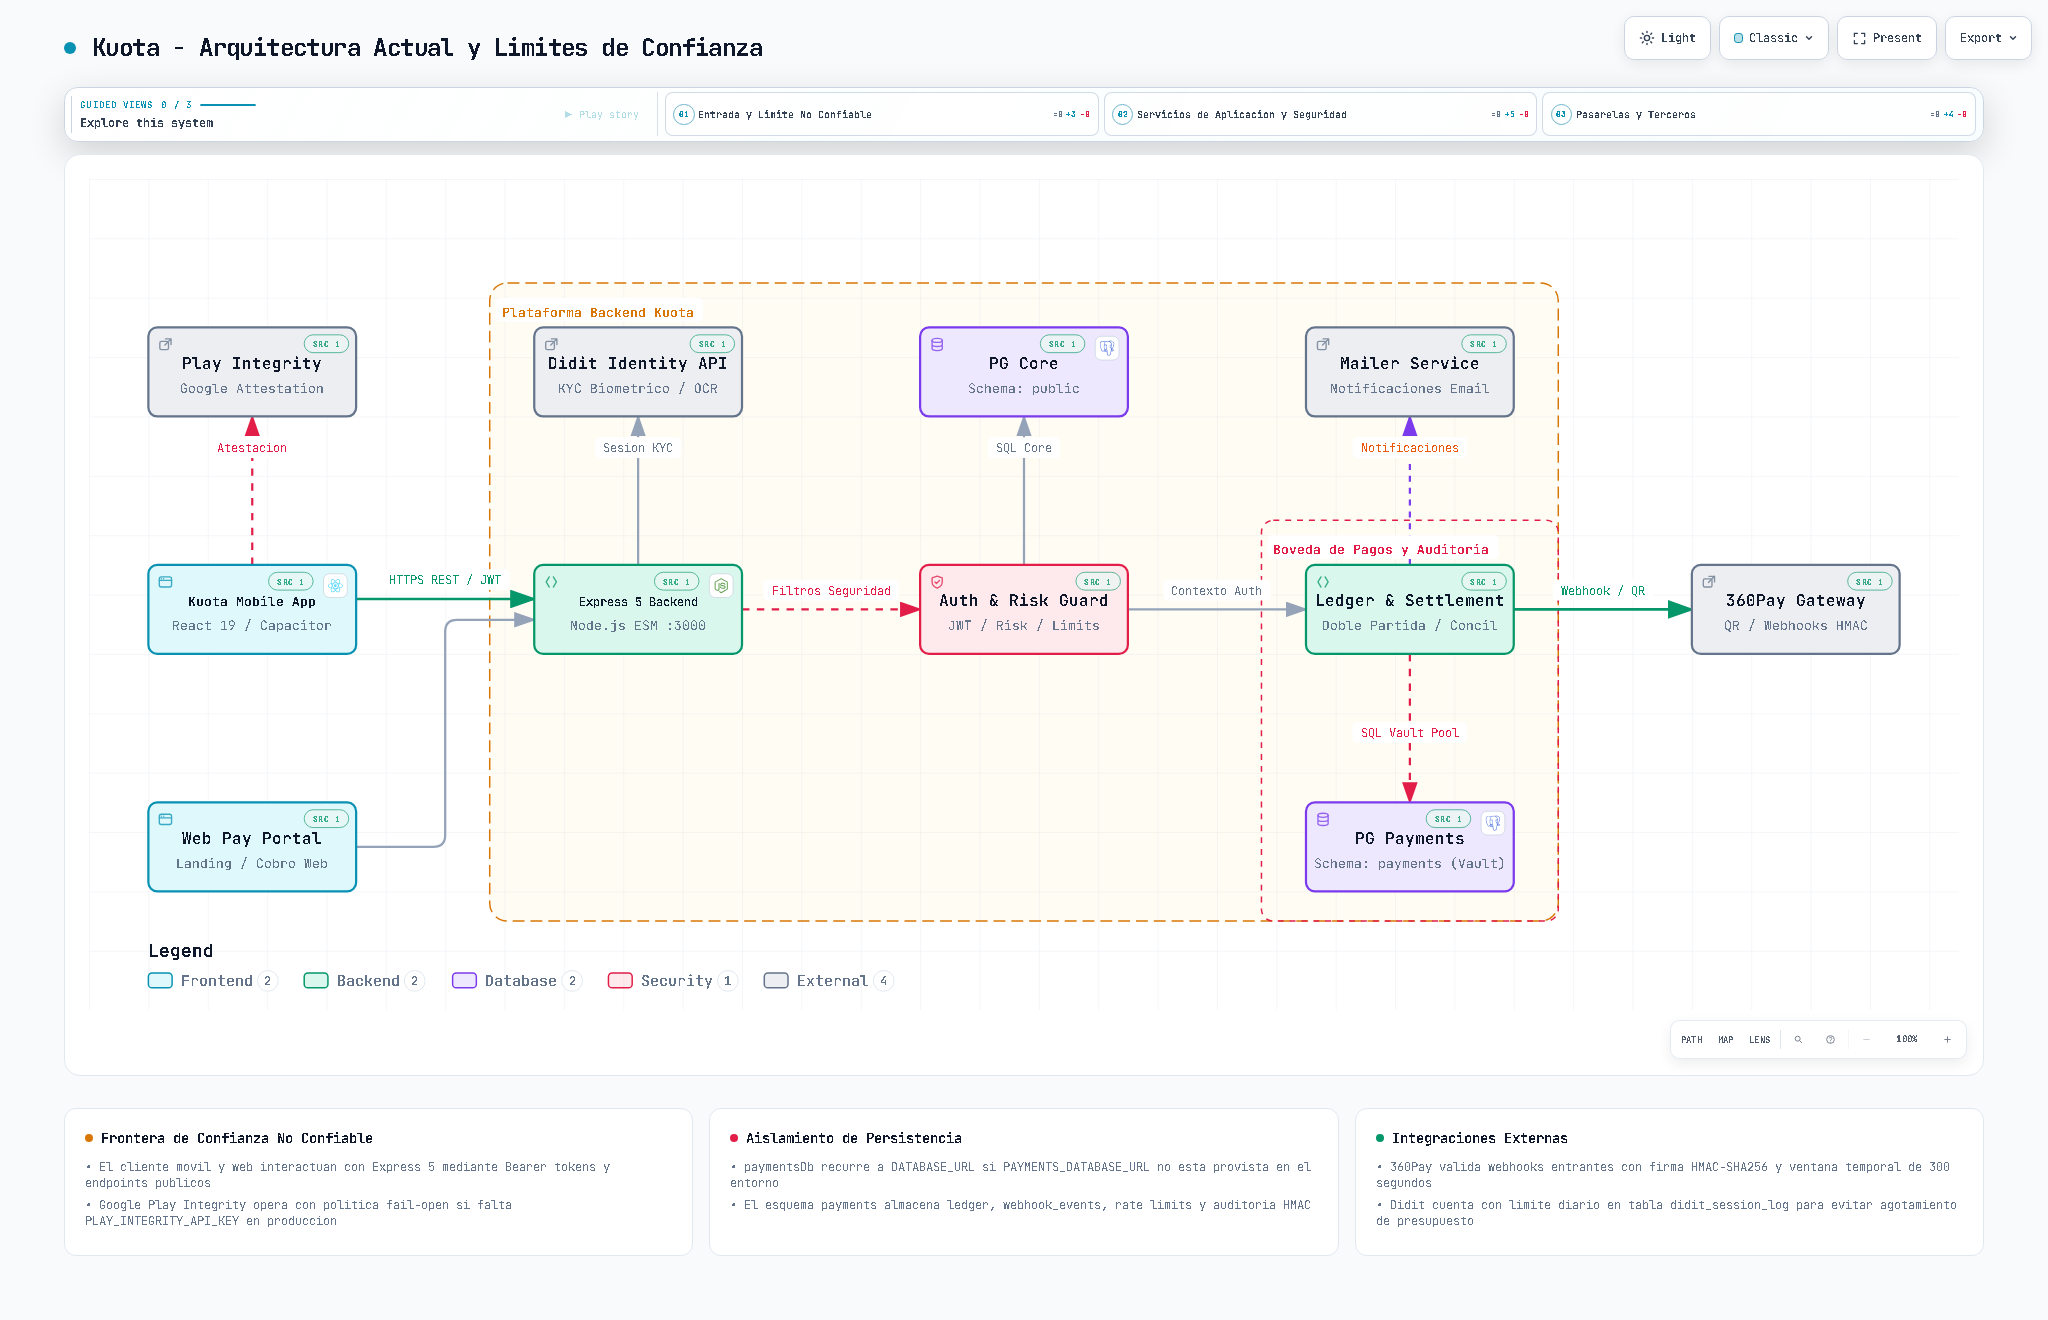 Kuota - Arquitectura Actual y Limites de Confianza
Light
Classic
Present
Export
GUIDED VIEWS 0 / 3
Explore this system
Play story
01 Entrada y Limite No Confiable =0 +3 -0
02 Servicios de Aplicacion y Seguridad =0 +5 -0
03 Pasarelas y Terceros =0 +4 -0
Plataforma Backend Kuota
SRC 1
Play Integrity
Google Attestation
SRC 1
Didit Identity API
KYC Biometrico / OCR
SRC 1
PG Core
Schema: public
SRC 1
Mailer Service
Notificaciones Email
Atestacion
Sesion KYC
SQL Core
Notificaciones
Boveda de Pagos y Auditoria
SRC 1
Kuota Mobile App
React 19 / Capacitor
HTTPS REST / JWT
SRC 1
Express 5 Backend
Node.js ESM :3000
Filtros Seguridad
SRC 1
Auth & Risk Guard
JWT / Risk / Limits
Contexto Auth
SRC 1
Ledger & Settlement
Doble Partida / Concil
Webhook / QR
SRC 1
360Pay Gateway
QR / Webhooks HMAC
SQL Vault Pool
SRC 1
Web Pay Portal
Landing / Cobro Web
SRC 1
PG Payments
Schema: payments (Vault)
Legend
Frontend 2
Backend 2
Database 2
Security 1
External 4
PATH MAP LENS − 100% +
Frontera de Confianza No Confiable
• El cliente movil y web interactuan con Express 5 mediante Bearer tokens y
endpoints publicos
• Google Play Integrity opera con politica fail-open si falta
PLAY_INTEGRITY_API_KEY en produccion
Aislamiento de Persistencia
• paymentsDb recurre a DATABASE_URL si PAYMENTS_DATABASE_URL no esta provista en el
entorno
• El esquema payments almacena ledger, webhook_events, rate limits y auditoria HMAC
Integraciones Externas
• 360Pay valida webhooks entrantes con firma HMAC-SHA256 y ventana temporal de 300
segundos
• Didit cuenta con limite diario en tabla didit_session_log para evitar agotamiento
de presupuesto